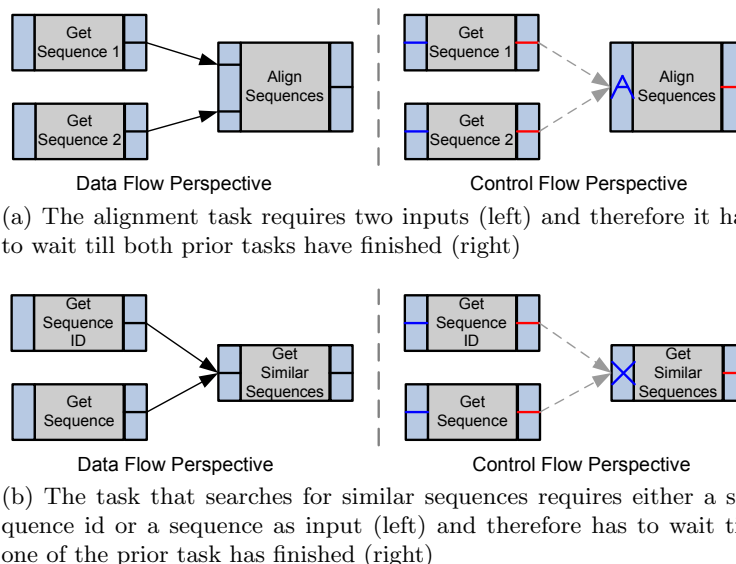 Get
Sequence 1
Get
Sequence 2
Align
Sequences
Data Flow Perspective
Get
Sequence 1
Get
Sequence 2
A
Align
Sequences
Control Flow Perspective
(a) The alignment task requires two inputs (left) and therefore it ha
to wait till both prior tasks have finished (right)
Get
Sequence
ID
Get
Sequence
Get
Similar
Sequences
Data Flow Perspective
Get
Sequence
ID
Get
Sequence
X
Get
Similar
Sequences
Control Flow Perspective
(b) The task that searches for similar sequences requires either a s
quence id or a sequence as input (left) and therefore has to wait ti
one of the prior task has finished (right)